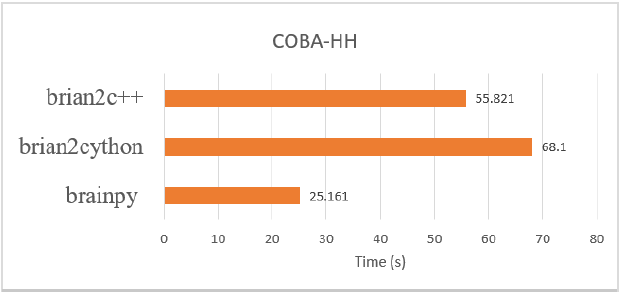 COBA-HH
brian2c++ 55.821
brian2cython 68.1
brainpy 25.161
0 10 20 30 40 50 60 70 80
Time (s)